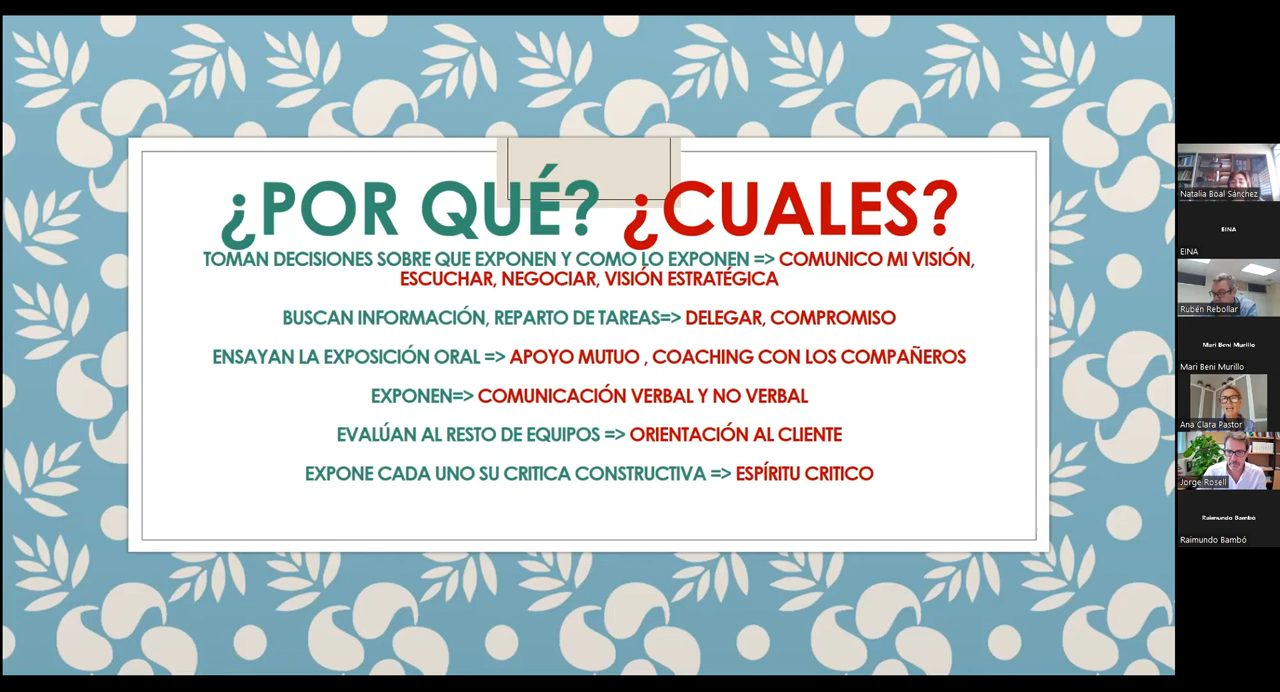 ¿POR QUÉ? ¿CUALES?
TOMAN DECISIONES SOBRE QUE EXPONEN Y COMO LO EXPONEN => COMUNICO MI VISIÓN,
ESCUCHAR, NEGOCIAR, VISIÓN ESTRATÉGICA
BUSCAN INFORMACIÓN, REPARTO DE TAREAS=> DELEGAR, COMPROMISO
ENSAYAN LA EXPOSICIÓN ORAL => APOYO MUTUO , COACHING CON LOS COMPAÑEROS
EXPONEN=> COMUNICACIÓN VERBAL Y NO VERBAL
EVALÚAN AL RESTO DE EQUIPOS => ORIENTACIÓN AL CLIENTE
EXPONE CADA UNO SU CRITICA CONSTRUCTIVA => ESPÍRITU CRITICO
Natalia Boal Sánchez
EINA
EINA
Rubén Rebollar
Mari Beni Murillo
Mari Beni Murillo
Ana Clara Pastor
Jorge Rosell
Raimundo Bambó
Raimundo Bambó